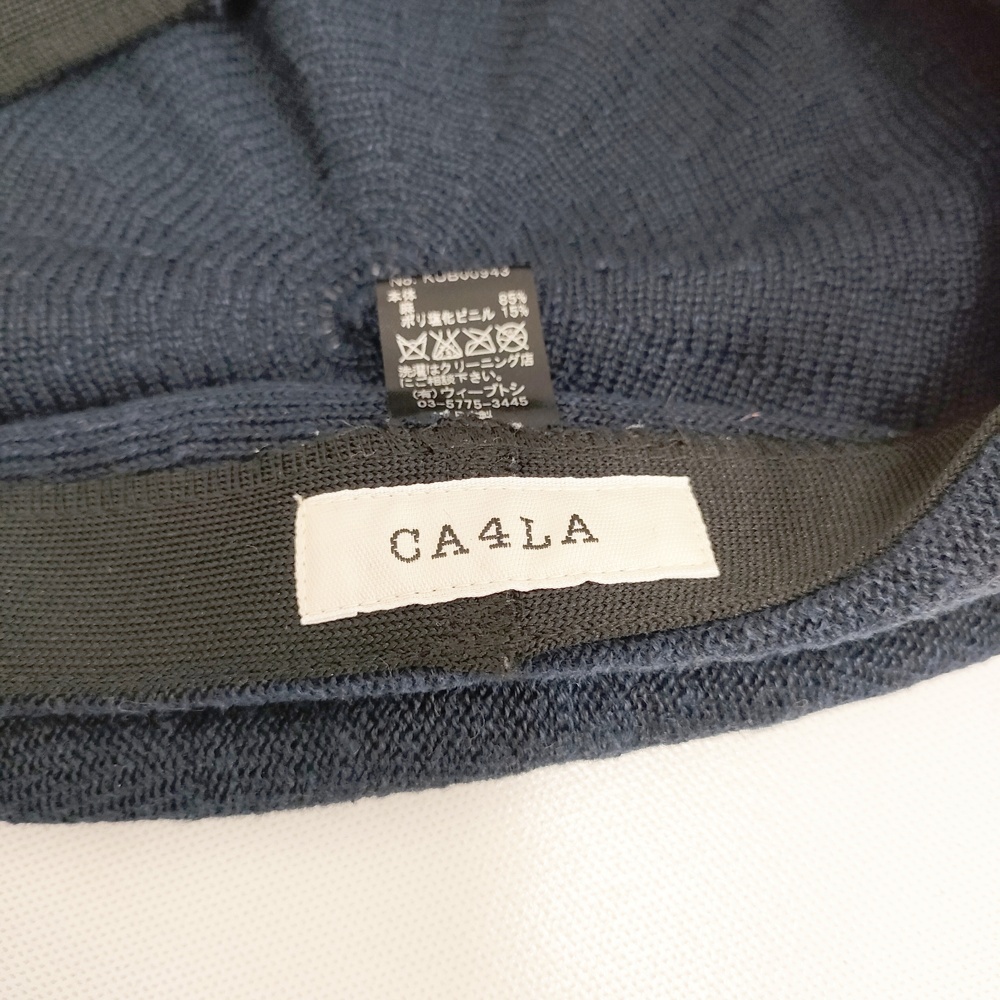 No. KOB00943
本体
麻 85%
ポリ塩化ビニル 15%
洗濯はクリーニング店
にご相談下さい。
(有)ウィーブトシ
03-5775-3445
CA4LA